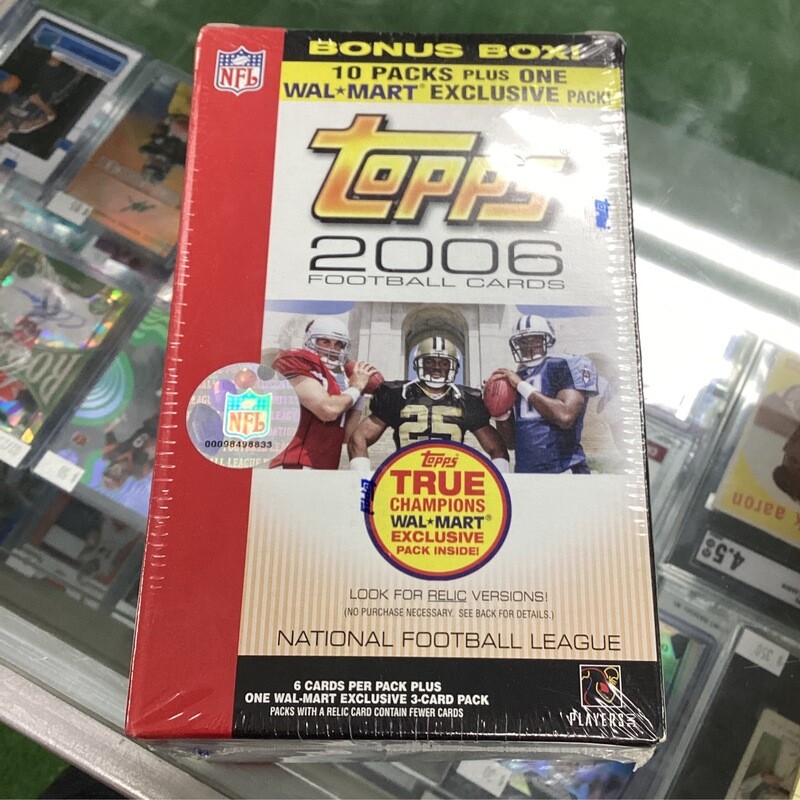 NFL
BONUS BOX!
10 PACKS PLUS ONE
WAL★MART® EXCLUSIVE PACK!
Topps
2006
FOOTBALL CARDS
25
NFL
00098498833
Topps
TRUE
CHAMPIONS
WAL★MART®
EXCLUSIVE
PACK INSIDE!
LOOK FOR RELIC VERSIONS!
(NO PURCHASE NECESSARY. SEE BACK FOR DETAILS.)
NATIONAL FOOTBALL LEAGUE
6 CARDS PER PACK PLUS
ONE WAL-MART EXCLUSIVE 3-CARD PACK
PACKS WITH A RELIC CARD CONTAIN FEWER CARDS
PLAYERS INC
aaron
4.5